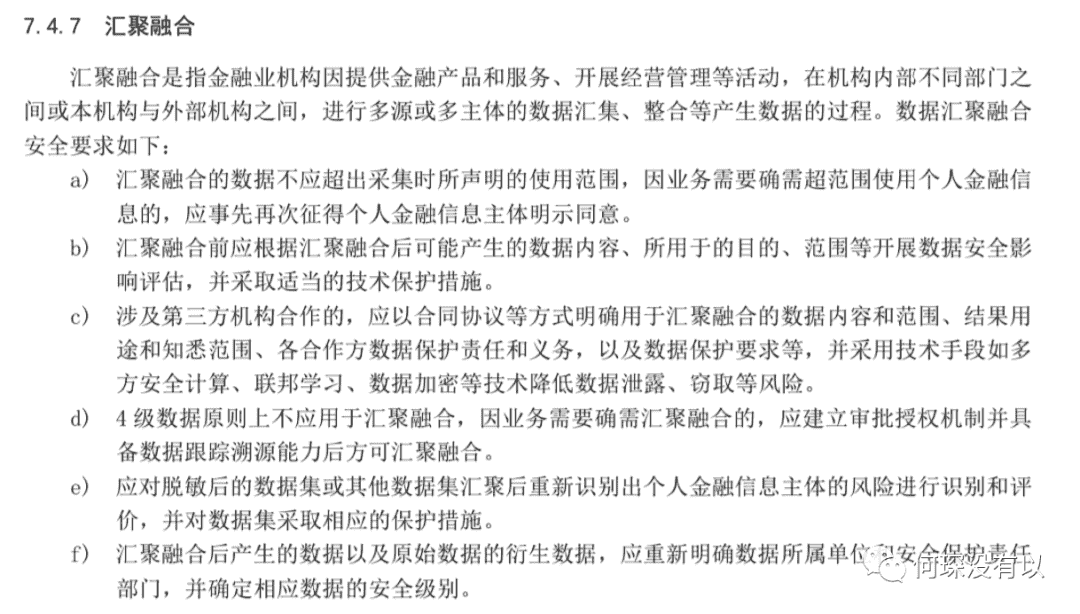 7.4.7 汇聚融合
汇聚融合是指金融业机构因提供金融产品和服务、开展经营管理等活动，在机构内部不同部门之
间或本机构与外部机构之间，进行多源或多主体的数据汇集、整合等产生数据的过程。数据汇聚融合
安全要求如下：
a) 汇聚融合的数据不应超出采集时所声明的使用范围，因业务需要确需超范围使用个人金融信
息的，应事先再次征得个人金融信息主体明示同意。
b) 汇聚融合前应根据汇聚融合后可能产生的数据内容、所用于的目的、范围等开展数据安全影
响评估，并采取适当的技术保护措施。
c) 涉及第三方机构合作的，应以合同协议等方式明确用于汇聚融合的数据内容和范围、结果用
途和知悉范围、各合作方数据保护责任和义务，以及数据保护要求等，并采用技术手段如多
方安全计算、联邦学习、数据加密等技术降低数据泄露、窃取等风险。
d) 4 级数据原则上不应用于汇聚融合，因业务需要确需汇聚融合的，应建立审批授权机制并具
备数据跟踪溯源能力后方可汇聚融合。
e) 应对脱敏后的数据集或其他数据集汇聚后重新识别出个人金融信息主体的风险进行识别和评
价，并对数据集采取相应的保护措施。
f) 汇聚融合后产生的数据以及原始数据的衍生数据，应重新明确数据所属单位和安全保护责任
部门，并确定相应数据的安全级别。
何琛没有以